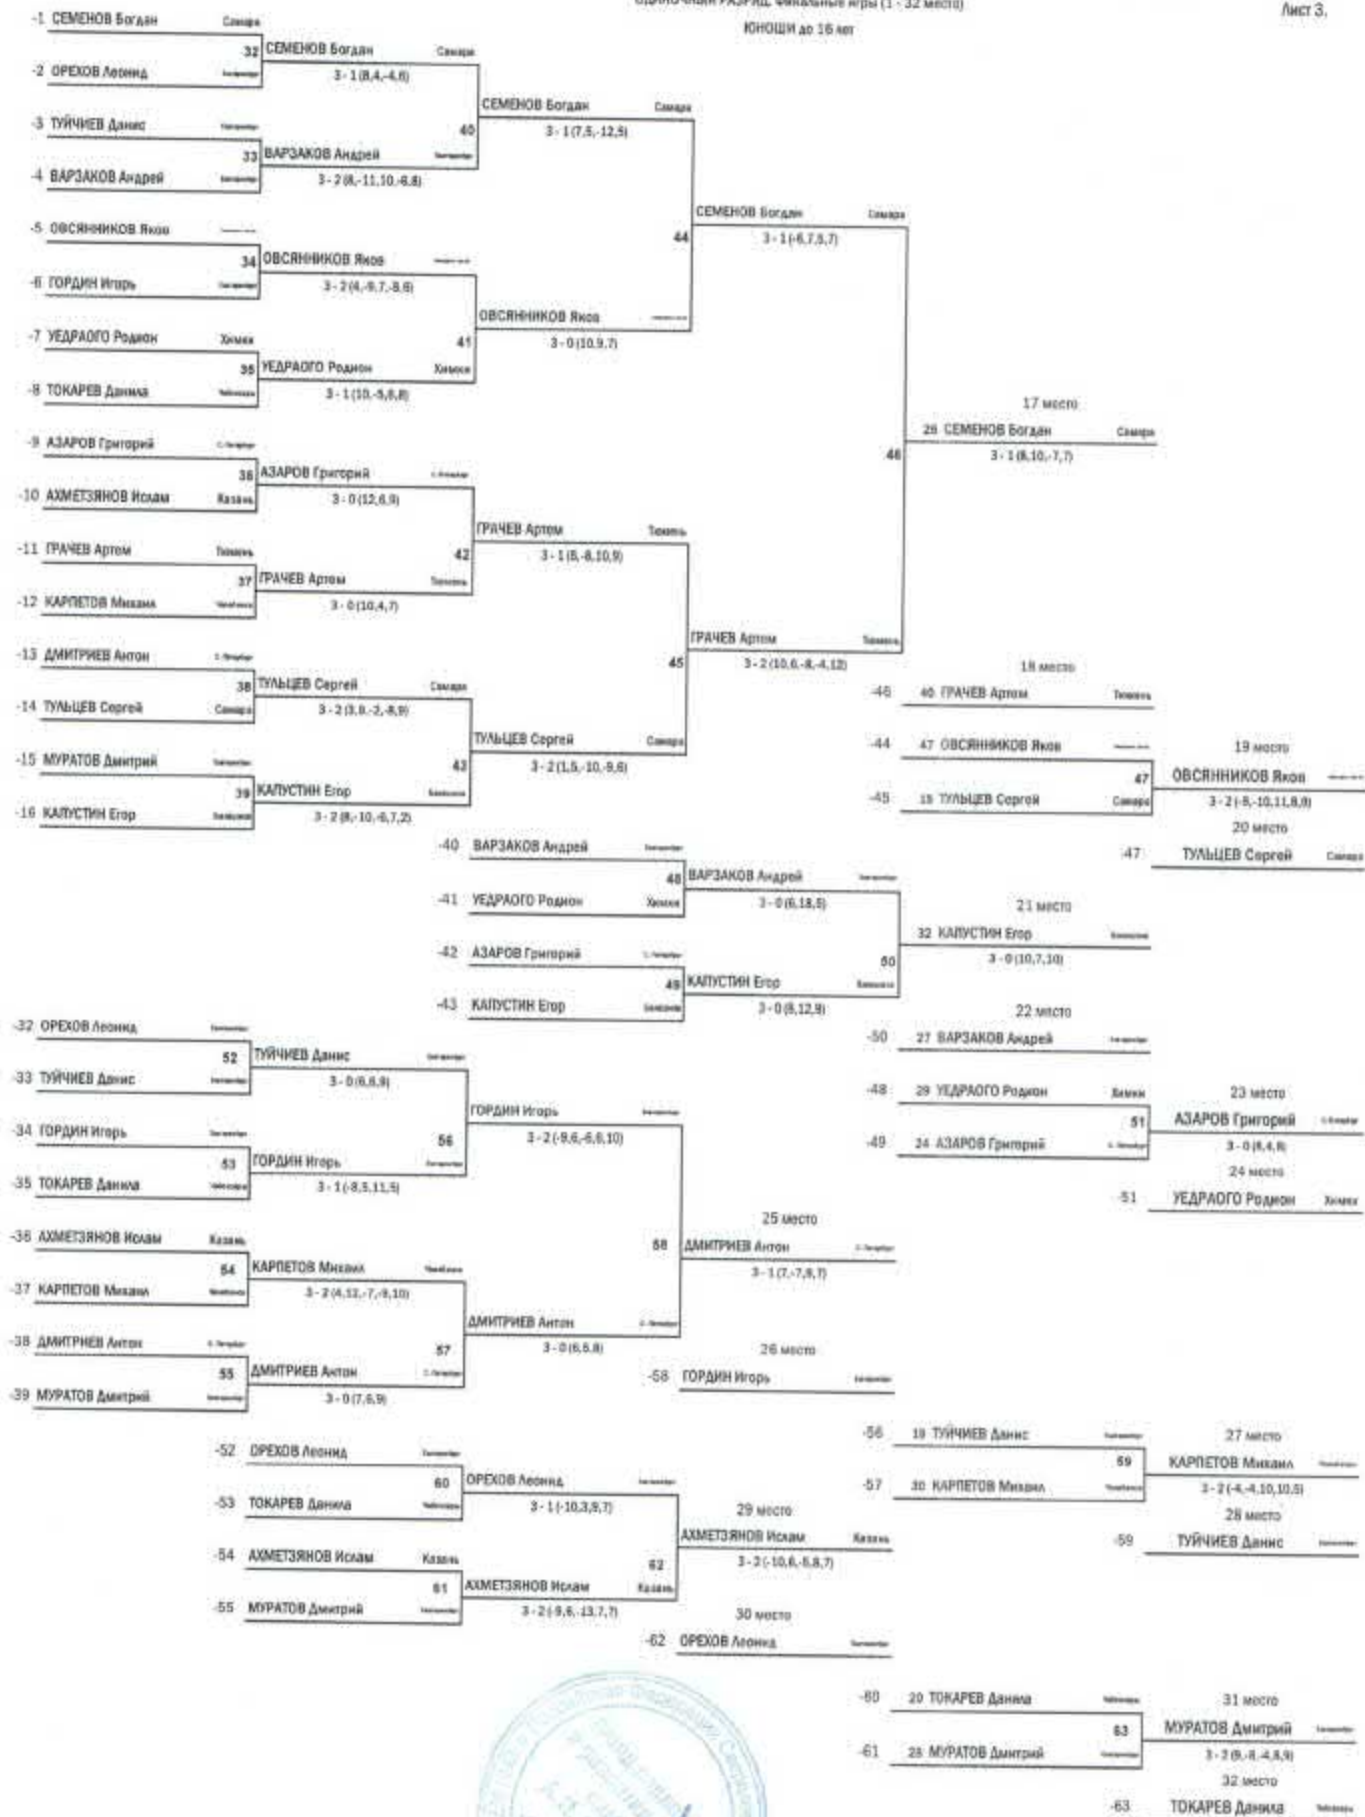 ОДИНОЧНЫЙ РАЗРЯД. Финальные игры (1 - 32 место)
Лист 3.
ЮНОШИ до 16 лет
-1 СЕМЕНОВ Богдан Самара
32 СЕМЕНОВ Богдан Самара
-2 ОРЕХОВ Леонид
3 - 1 (8,4,-4,6)
СЕМЕНОВ Богдан Самара
-3 ТУЙЧИЕВ Данис
40
3 - 1 (7,5,-12,5)
33 ВАРЗАКОВ Андрей
-4 ВАРЗАКОВ Андрей
3 - 2 (8,-11,10,-6,8)
СЕМЕНОВ Богдан Самара
-5 ОВСЯННИКОВ Яков
44
3 - 1 (-6,7,5,7)
34 ОВСЯННИКОВ Яков
-6 ГОРДИН Игорь
3 - 2 (4,-9,7,-8,6)
ОВСЯННИКОВ Яков
-7 УЕДРАОГО Родион Химки
41
3 - 0 (10,9,7)
35 УЕДРАОГО Родион Химки
-8 ТОКАРЕВ Данила
3 - 1 (10,-5,8,8)
17 место
-9 АЗАРОВ Григорий
26 СЕМЕНОВ Богдан Самара
46
3 - 1 (8,10,-7,7)
36 АЗАРОВ Григорий
-10 АХМЕТЗЯНОВ Ислам Казань
3 - 0 (12,6,9)
ГРАЧЕВ Артем Тюмень
-11 ГРАЧЕВ Артем Тюмень
42
3 - 1 (6,-8,10,9)
37 ГРАЧЕВ Артем Тюмень
-12 КАРПЕТОВ Михаил
3 - 0 (10,4,7)
ГРАЧЕВ Артем Тюмень
-13 ДМИТРИЕВ Антон
45
3 - 2 (10,6,-8,-4,12)
18 место
38 ТУЛЬЦЕВ Сергей Самара
-46 40 ГРАЧЕВ Артем Тюмень
-14 ТУЛЬЦЕВ Сергей Самара
3 - 2 (3,9,-2,-8,9)
ТУЛЬЦЕВ Сергей Самара
-44 47 ОВСЯННИКОВ Яков
19 место
-15 МУРАТОВ Дмитрий
43
3 - 2 (1,5,-10,-9,6)
47 ОВСЯННИКОВ Яков
39 КАПУСТИН Егор
-45 15 ТУЛЬЦЕВ Сергей Самара
3 - 2 (-9,-10,11,8,9)
-16 КАПУСТИН Егор
3 - 2 (8,-10,-6,7,2)
20 место
-40 ВАРЗАКОВ Андрей
-47 ТУЛЬЦЕВ Сергей Самара
48 ВАРЗАКОВ Андрей
-41 УЕДРАОГО Родион Химки
3 - 0 (6,18,5)
21 место
32 КАПУСТИН Егор
-42 АЗАРОВ Григорий
50
3 - 0 (10,7,10)
49 КАПУСТИН Егор
-43 КАПУСТИН Егор
3 - 0 (8,12,9)
22 место
-32 ОРЕХОВ Леонид
-50 27 ВАРЗАКОВ Андрей
52 ТУЙЧИЕВ Данис
-33 ТУЙЧИЕВ Данис
3 - 0 (6,6,9)
-48 29 УЕДРАОГО Родион Химки
23 место
ГОРДИН Игорь
51 АЗАРОВ Григорий
-34 ГОРДИН Игорь
56
3 - 2 (-9,6,-6,6,10)
-49 24 АЗАРОВ Григорий
3 - 0 (8,4,8)
53 ГОРДИН Игорь
24 место
-35 ТОКАРЕВ Данила
3 - 1 (-8,5,11,5)
-51 УЕДРАОГО Родион Химки
25 место
-36 АХМЕТЗЯНОВ Ислам Казань
58 ДМИТРИЕВ Антон
54 КАРПЕТОВ Михаил
3 - 1 (7,-7,8,7)
-37 КАРПЕТОВ Михаил
3 - 2 (4,12,-7,-9,10)
ДМИТРИЕВ Антон
-38 ДМИТРИЕВ Антон
57
3 - 0 (6,5,8)
26 место
55 ДМИТРИЕВ Антон
-58 ГОРДИН Игорь
-39 МУРАТОВ Дмитрий
3 - 0 (7,6,9)
-56 19 ТУЙЧИЕВ Данис
27 место
-52 ОРЕХОВ Леонид
59 КАРПЕТОВ Михаил
60 ОРЕХОВ Леонид
-57 30 КАРПЕТОВ Михаил
3 - 2 (-4,-4,10,10,5)
-53 ТОКАРЕВ Данила
3 - 1 (-10,3,9,7)
29 место
28 место
АХМЕТЗЯНОВ Ислам Казань
-59 ТУЙЧИЕВ Данис
-54 АХМЕТЗЯНОВ Ислам Казань
62
3 - 2 (-10,6,-5,8,7)
61 АХМЕТЗЯНОВ Ислам Казань
-55 МУРАТОВ Дмитрий
3 - 2 (-9,6,-13,7,7)
30 место
-62 ОРЕХОВ Леонид
-60 20 ТОКАРЕВ Данила
31 место
63 МУРАТОВ Дмитрий
-61 28 МУРАТОВ Дмитрий
3 - 2 (9,-8,-4,8,9)
32 место
-63 ТОКАРЕВ Данила